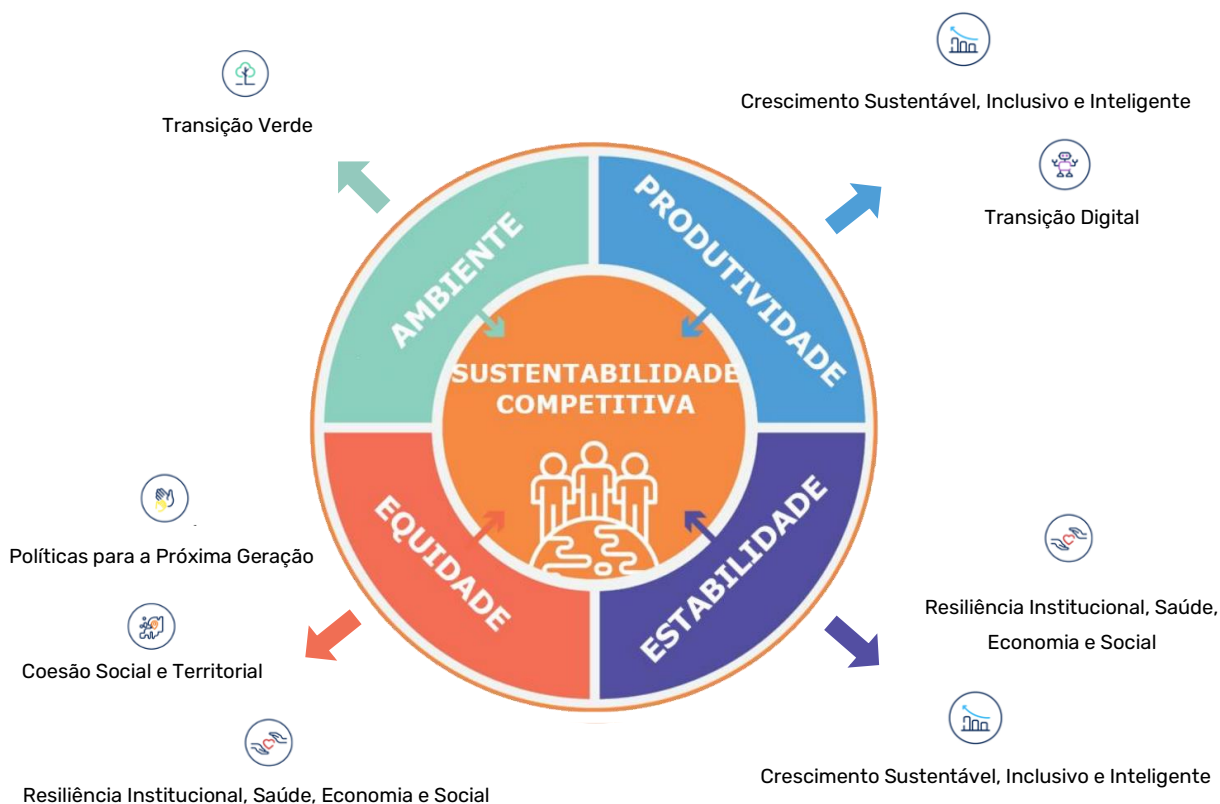 Crescimento Sustentável, Inclusivo e Inteligente
Transição Verde
Transição Digital
AMBIENTE
PRODUTIVIDADE
SUSTENTABILIDADE
COMPETITIVA
EQUIDADE
ESTABILIDADE
Políticas para a Próxima Geração
Coesão Social e Territorial
Resiliência Institucional, Saúde, Economia e Social
Resiliência Institucional, Saúde,
Economia e Social
Crescimento Sustentável, Inclusivo e Inteligente